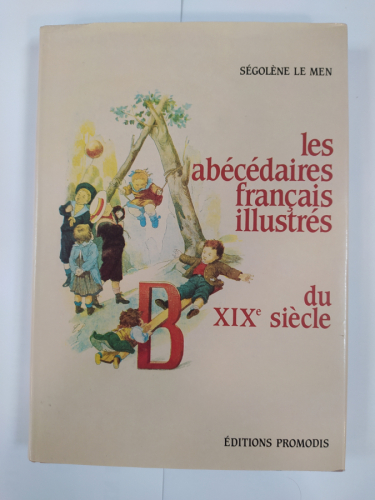 SÉGOLÈNE LE MEN
les
abécédaires
français
illustrés
du
XIXe siècle
B
ÉDITIONS PROMODIS